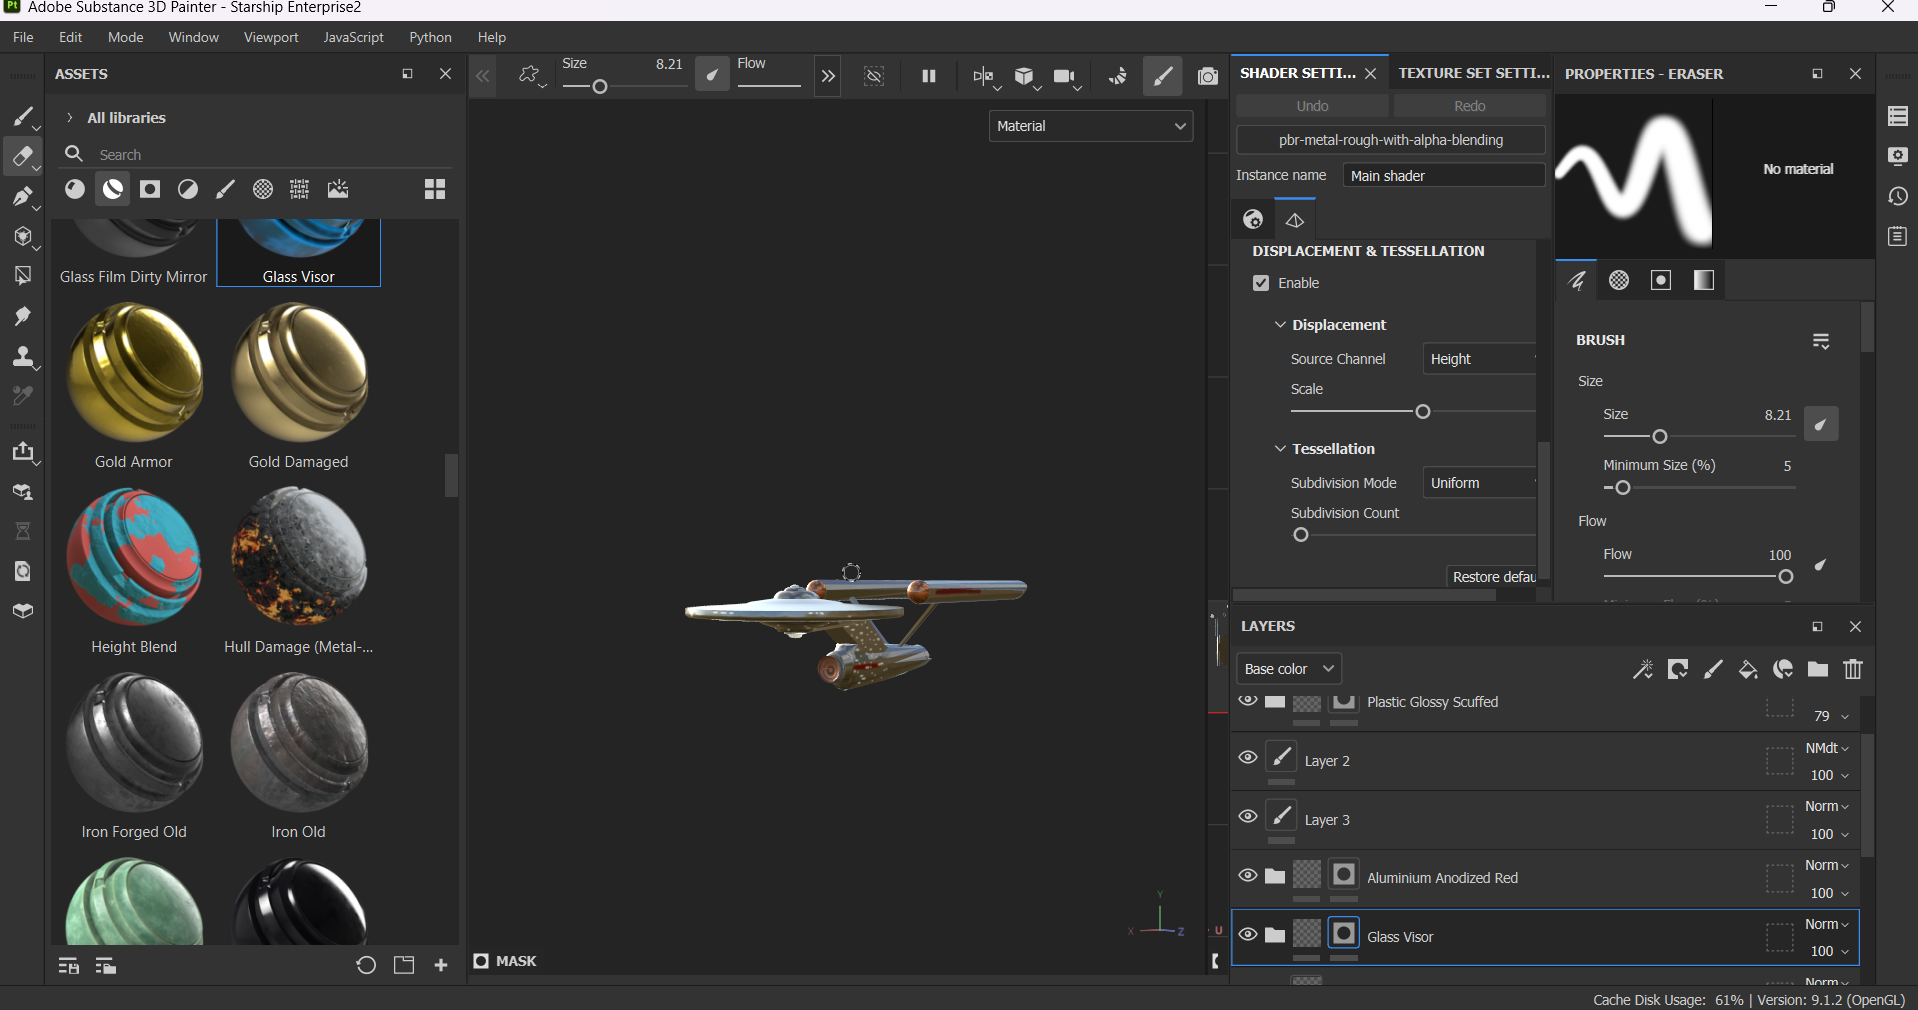 Pt Adobe Substance 3D Painter - Starship Enterprise2
File Edit Mode Window Viewport JavaScript Python Help
ASSETS
All libraries
Search
Glass Film Dirty Mirror
Glass Visor
Gold Armor
Gold Damaged
Height Blend
Hull Damage (Metal-...
Iron Forged Old
Iron Old
Size 8.21
Flow
Material
Y
X Z
U
MASK
SHADER SETTI...
TEXTURE SET SETTI...
Undo Redo
pbr-metal-rough-with-alpha-blending
Instance name Main shader
DISPLACEMENT & TESSELLATION
Enable
Displacement
Source Channel Height
Scale
Tessellation
Subdivision Mode Uniform
Subdivision Count
Restore defau
PROPERTIES - ERASER
No material
BRUSH
Size
Size 8.21
Minimum Size (%) 5
Flow
Flow 100
LAYERS
Base color
Plastic Glossy Scuffed
79
Layer 2
NMdt
100
Layer 3
Norm
100
Aluminium Anodized Red
Norm
100
Glass Visor
Norm
100
Norm
Cache Disk Usage: 61% | Version: 9.1.2 (OpenGL)